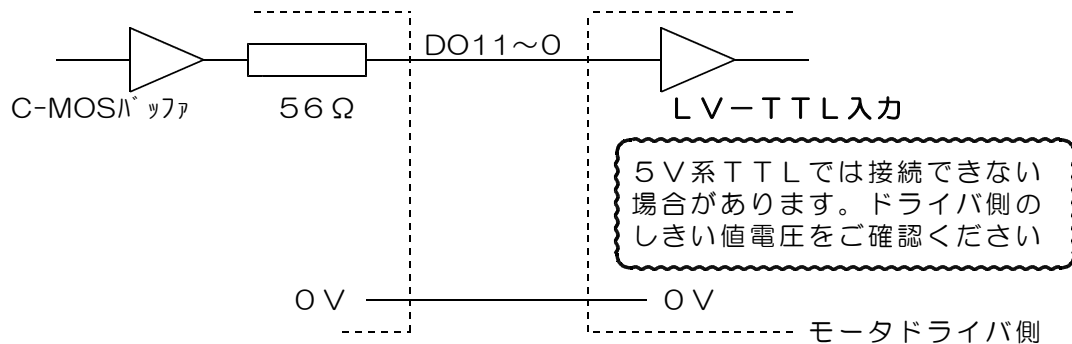 DO11～0
C-MOSﾊﾞｯﾌｧ
56Ω
LV－TTL入力
5V系TTLでは接続できない
場合があります。ドライバ側の
しきい値電圧をご確認ください
0V
0V
モータドライバ側